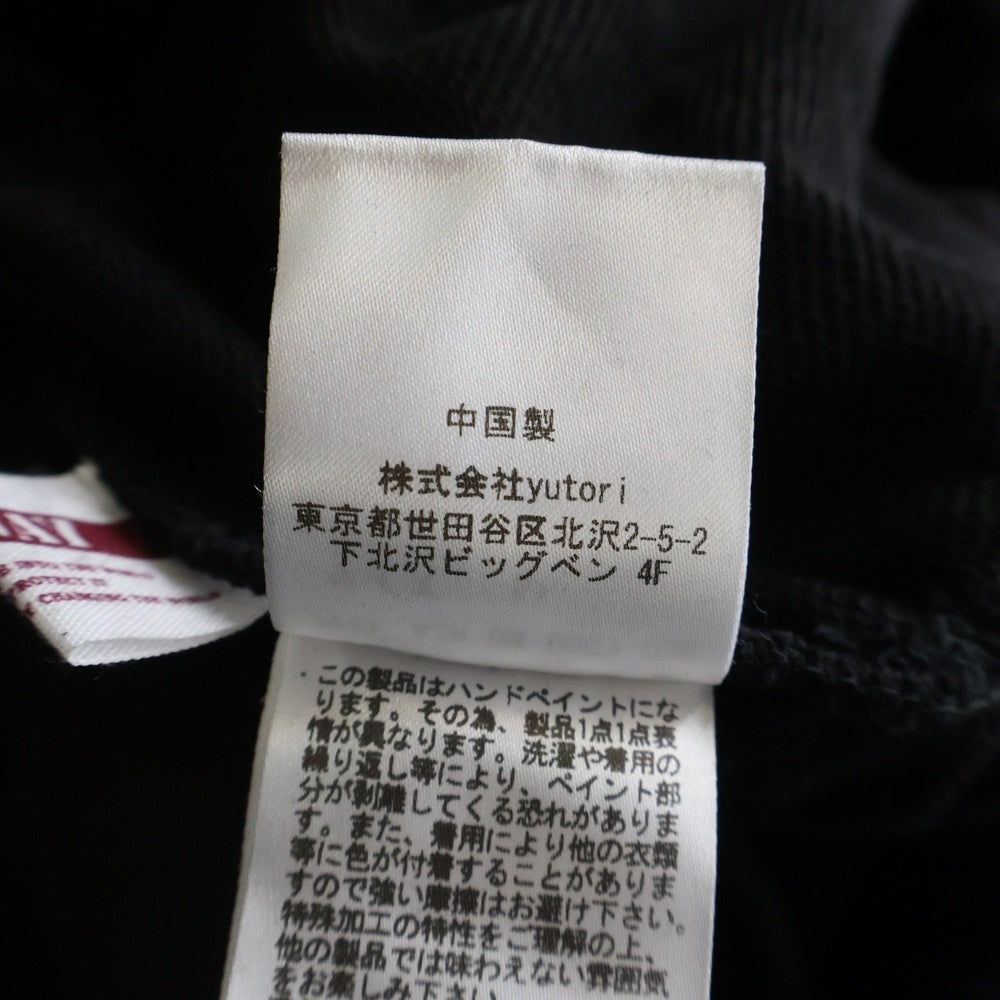 中国製
株式会社yutori
東京都世田谷区北沢2-5-2
下北沢ビッグベン 4F
・この製品はハンドペイントにな
ります。その為、製品1点1点表
情が異なります。洗濯や着用の
繰り返し等により、ペイント部
分が剥離してくる恐れがありま
す。また、着用により他の衣類
等に色が付着することがありま
すので強い摩擦はお避け下さい。
特殊加工の特性をご理解の上、
他の製品では味わえない雰囲気
をお楽しみ下さい。
PROTECT IT
CHANGING THE